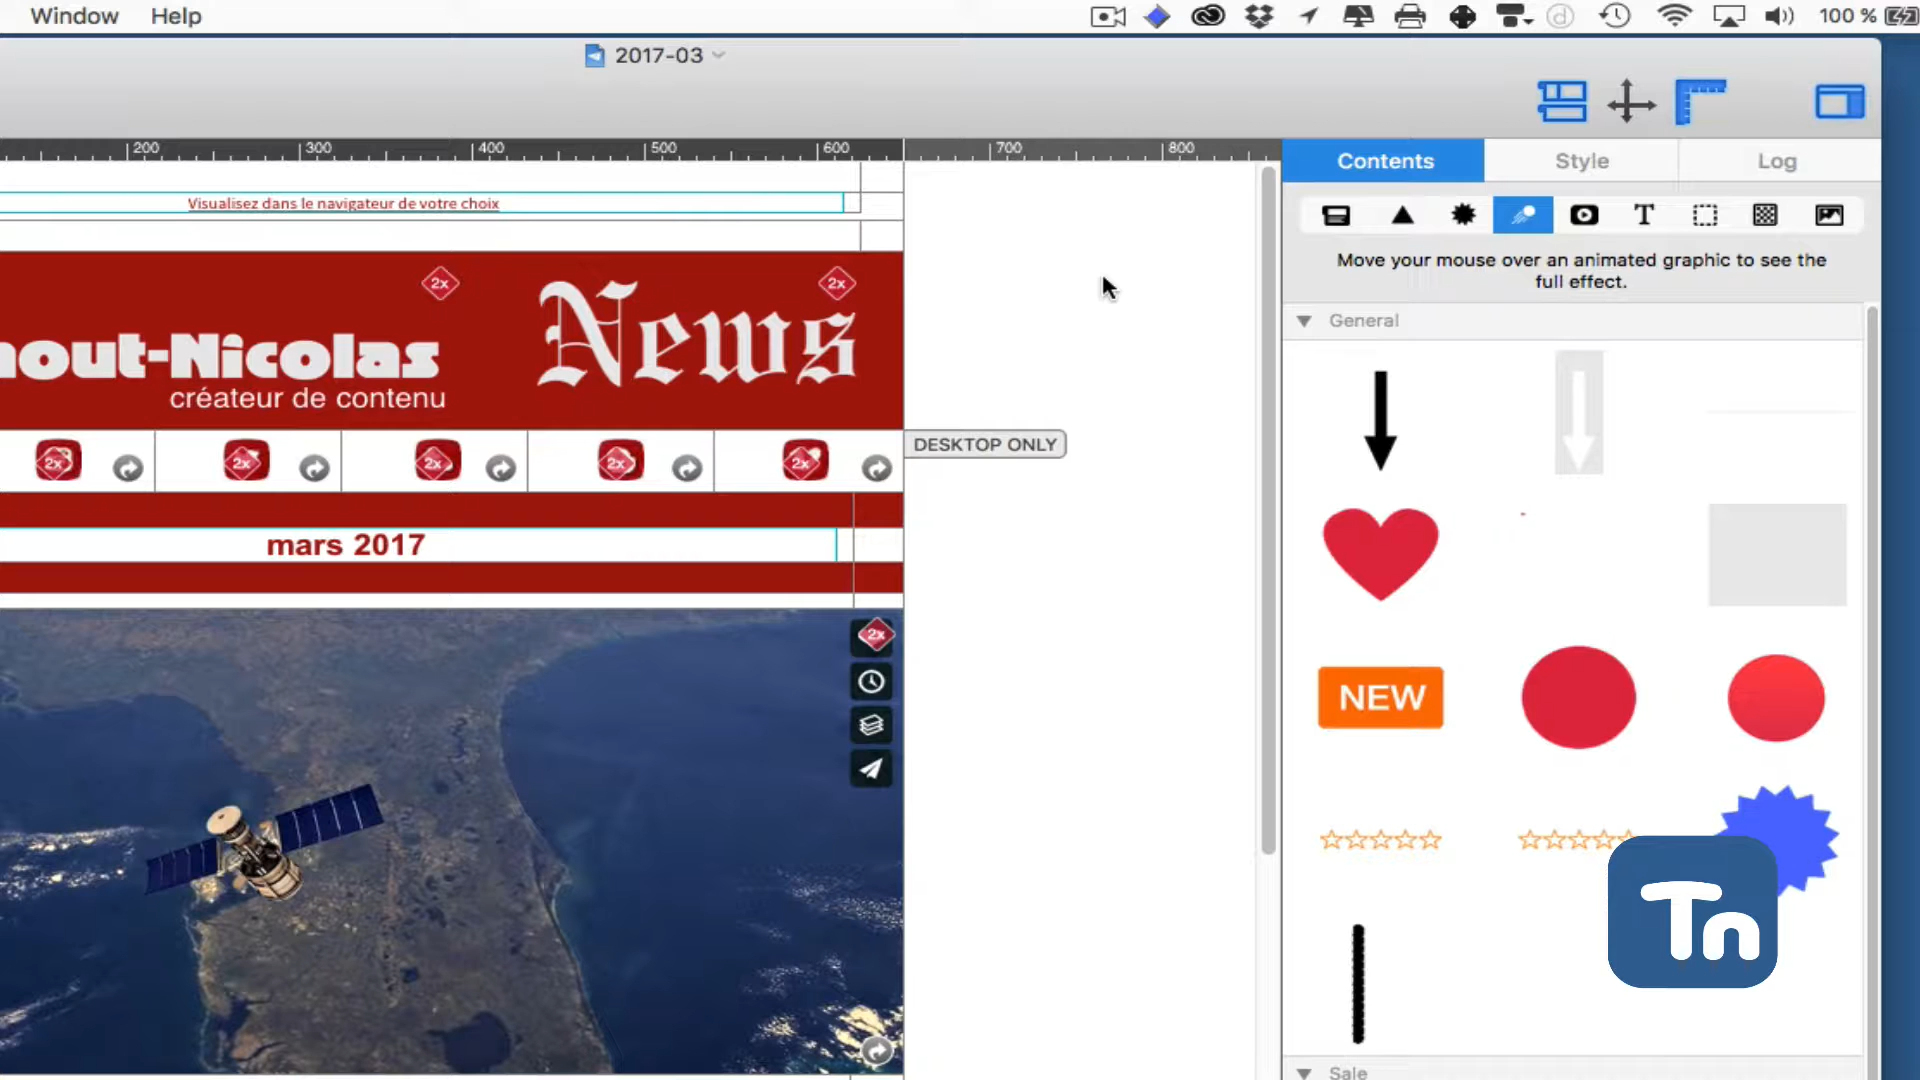 Window Help
100 %
2017-03
200 300 400 500 600 700 800
Contents Style Log
Visualisez dans le navigateur de votre choix
Move your mouse over an animated graphic to see the
full effect.
General
2x 2x
News
hout-Nicolas
créateur de contenu
DESKTOP ONLY
2x 2x 2x 2x 2x
mars 2017
2x
NEW
Tn
Sale